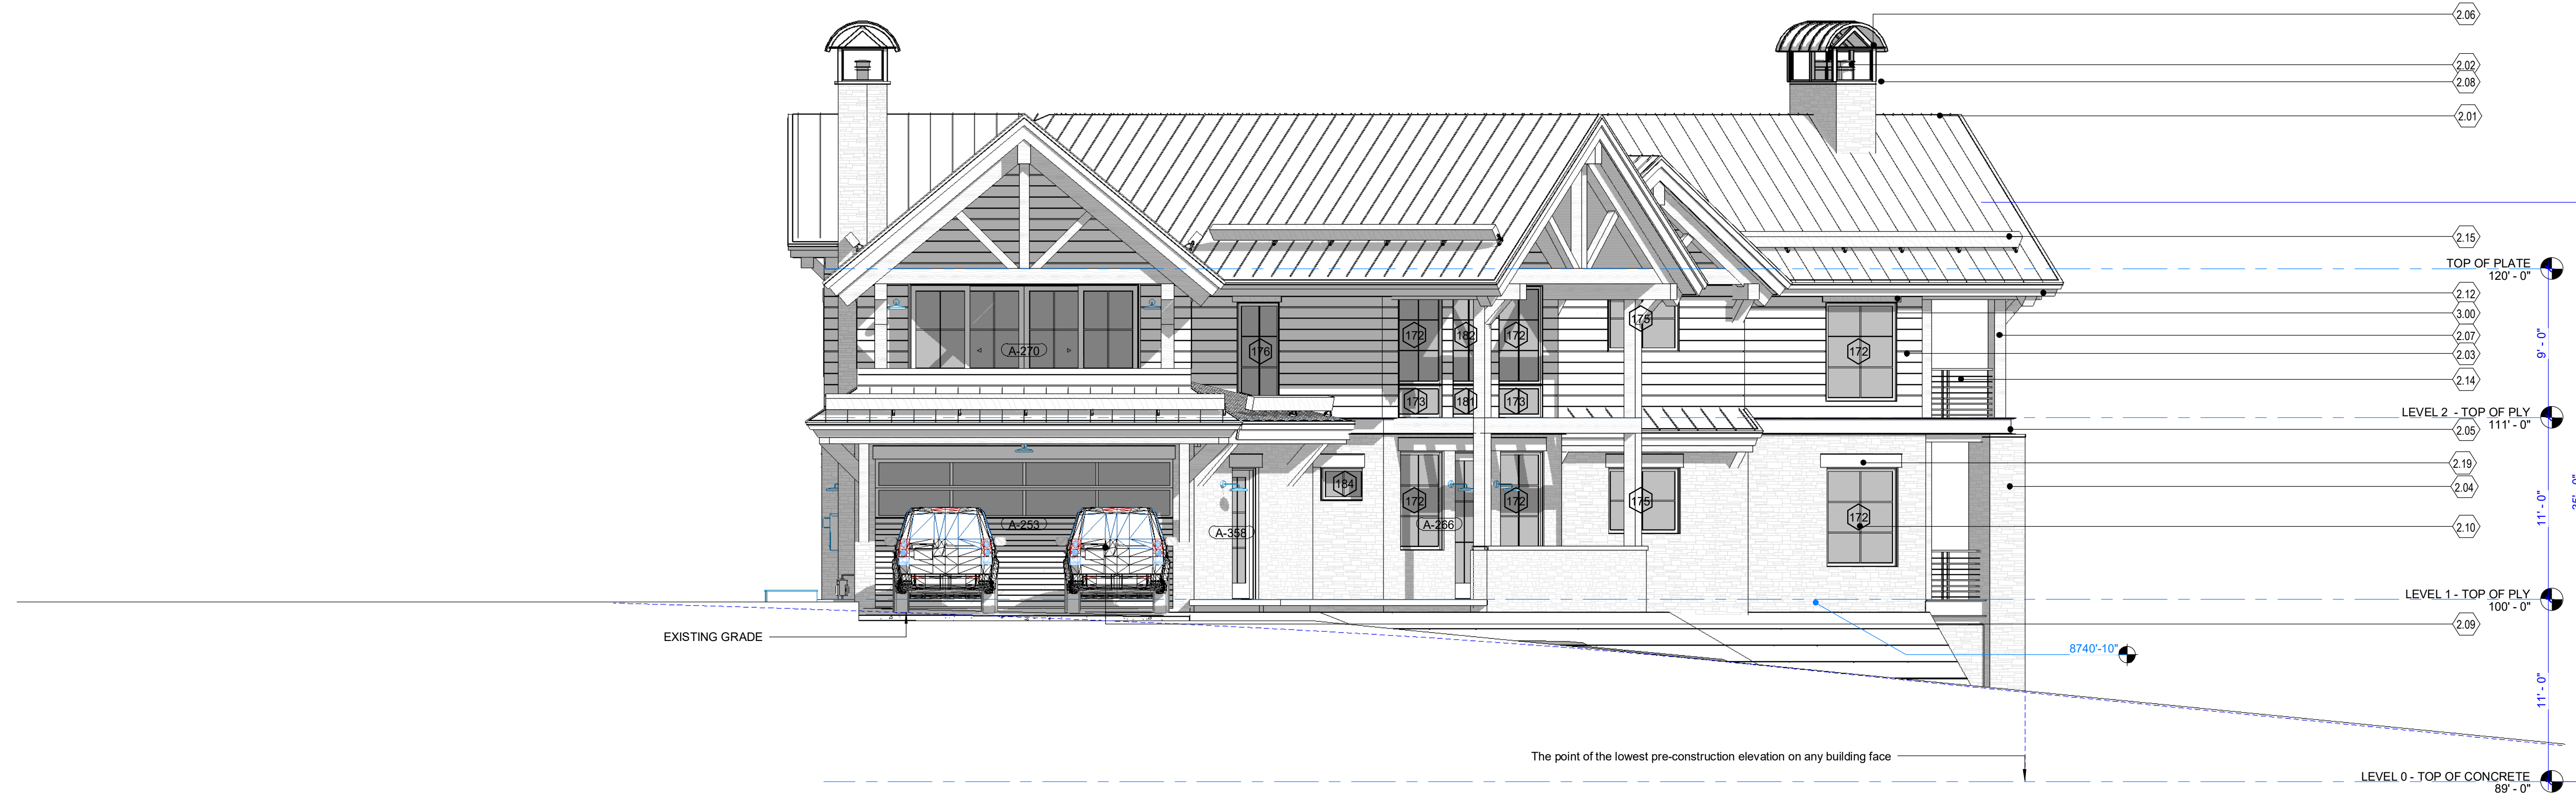 2.06
2.02
2.08
2.01
2.15
TOP OF PLATE
120' - 0"
2.12
3.00
2.07
2.03
2.14
9' - 0"
LEVEL 2 - TOP OF PLY
111' - 0"
2.05
2.19
2.04
2.10
11' - 0"
LEVEL 1 - TOP OF PLY
100' - 0"
2.09
8740'-10"
11' - 0"
LEVEL 0 - TOP OF CONCRETE
89' - 0"
A-270
176
172
182
172
175
172
173
181
173
184
172
172
175
172
A-253
A-358
A-266
EXISTING GRADE
The point of the lowest pre-construction elevation on any building face